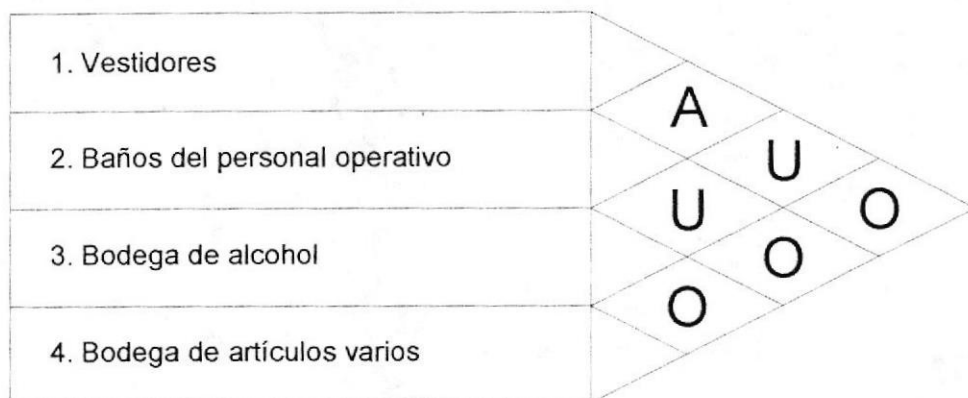 1. Vestidores
A
2. Baños del personal operativo
U
U
O
3. Bodega de alcohol
O
O
4. Bodega de artículos varios